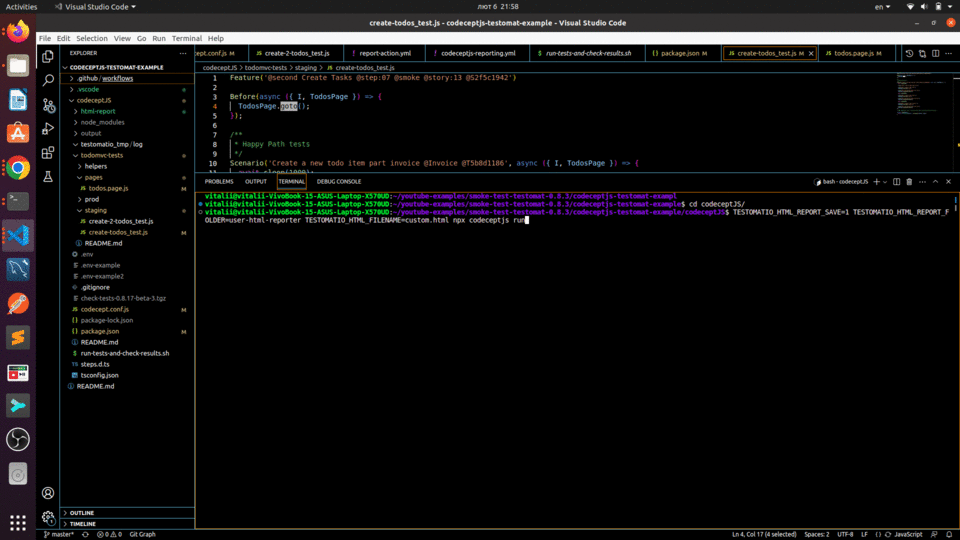 Activities
Visual Studio Code
лют 6 21:58
en
create-todos_test.js - codeceptjs-testomat-example - Visual Studio Code
File Edit Selection View Go Run Terminal Help
EXPLORER
cept.conf.js M
create-2-todos_test.js
report-action.yml
codeceptjs-reporting.yml
run-tests-and-check-results.sh
package.json M
create-todos_test.js M
todos.page.js M
CODECEPTJS-TESTOMAT-EXAMPLE
.github / workflows
.vscode
codeceptJS
html-report
node_modules
output
testomatio_tmp / log
todomvc-tests
helpers
pages
todos.page.js M
prod
staging
create-2-todos_test.js
create-todos_test.js M
README.md
.env
.env-example
.env-example2
.gitignore
check-tests-0.8.17-beta-3.tgz
codecept.conf.js M
package-lock.json
package.json M
README.md
run-tests-and-check-results.sh
steps.d.ts
tsconfig.json
README.md
OUTLINE
TIMELINE
codeceptJS > todomvc-tests > staging > create-todos_test.js
1 Feature('@second Create Tasks @step:07 @smoke @story:13 @S2f5c1942')
2
3 Before(async ({ I, TodosPage }) => {
4 TodosPage.goto();
5 });
6
7 /**
8 * Happy Path tests
9 */
10 Scenario('Create a new todo item part invoice @Invoice @T5b8d1186', async ({ I, TodosPage }) => {
PROBLEMS OUTPUT TERMINAL DEBUG CONSOLE
bash - codeceptJS
vitalii@vitalii-VivoBook-15-ASUS-Laptop-X570UD:~/youtube-examples/smoke-test-testomat-0.8.3/codeceptjs-testomat-exampl
vitalii@vitalii-VivoBook-15-ASUS-Laptop-X570UD:~/youtube-examples/smoke-test-testomat-0.8.3/codeceptjs-testomat-example$ cd codeceptJS/
vitalii@vitalii-VivoBook-15-ASUS-Laptop-X570UD:~/youtube-examples/smoke-test-testomat-0.8.3/codeceptjs-testomat-example/codeceptJS$ TESTOMATIO_HTML_REPORT_SAVE=1 TESTOMATIO_HTML_REPORT_F
OLDER=user-html-reporter TESTOMATIO_HTML_FILENAME=custom.html npx codeceptjs run
master* 0 0 Git Graph
Ln 4, Col 17 (4 selected) Spaces: 2 UTF-8 LF JavaScript